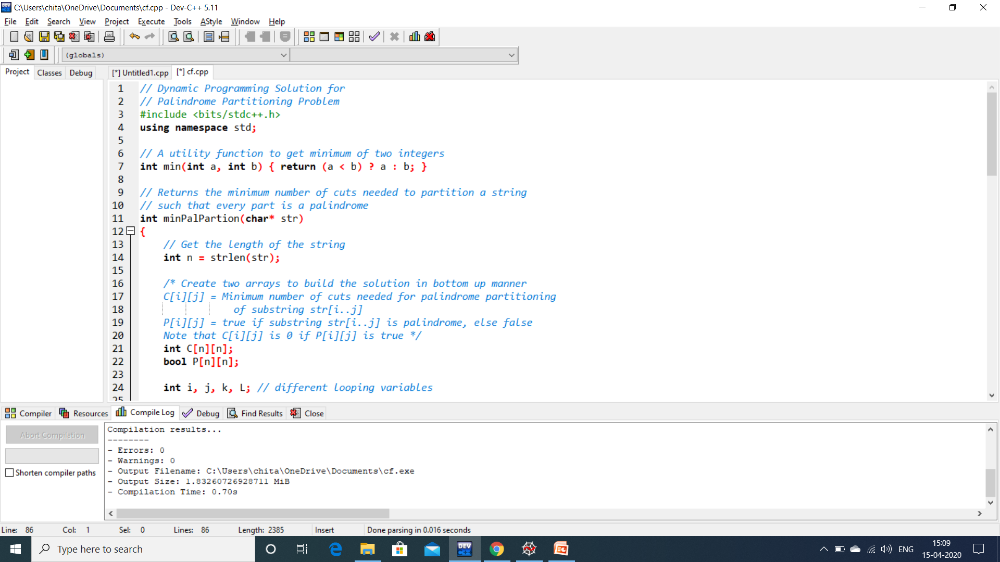 C:\Users\chita\OneDrive\Documents\cf.cpp - Dev-C++ 5.11
File Edit Search View Project Execute Tools AStyle Window Help
(globals)
Project Classes Debug [*] Untitled1.cpp [*] cf.cpp
1 // Dynamic Programming Solution for
2 // Palindrome Partitioning Problem
3 #include <bits/stdc++.h>
4 using namespace std;
5
6 // A utility function to get minimum of two integers
7 int min(int a, int b) { return (a < b) ? a : b; }
8
9 // Returns the minimum number of cuts needed to partition a string
10 // such that every part is a palindrome
11 int minPalPartion(char* str)
12 {
13 // Get the length of the string
14 int n = strlen(str);
15
16 /* Create two arrays to build the solution in bottom up manner
17 C[i][j] = Minimum number of cuts needed for palindrome partitioning
18 of substring str[i..j]
19 P[i][j] = true if substring str[i..j] is palindrome, else false
20 Note that C[i][j] is 0 if P[i][j] is true */
21 int C[n][n];
22 bool P[n][n];
23
24 int i, j, k, L; // different looping variables
25
Compiler Resources Compile Log Debug Find Results Close
Abort Compilation
Shorten compiler paths
Compilation results...
--------
- Errors: 0
- Warnings: 0
- Output Filename: C:\Users\chita\OneDrive\Documents\cf.exe
- Output Size: 1.83260726928711 MiB
- Compilation Time: 0.70s
Line: 86 Col: 1 Sel: 0 Lines: 86 Length: 2385 Insert Done parsing in 0.016 seconds
Type here to search
DEV C++
ENG
15:09
15-04-2020